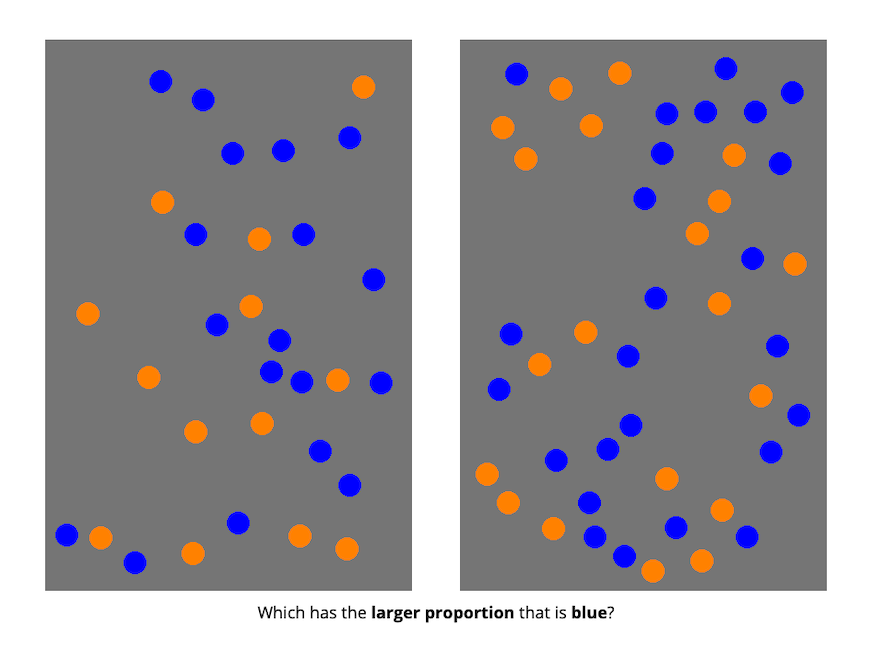 Which has the larger proportion that is blue?